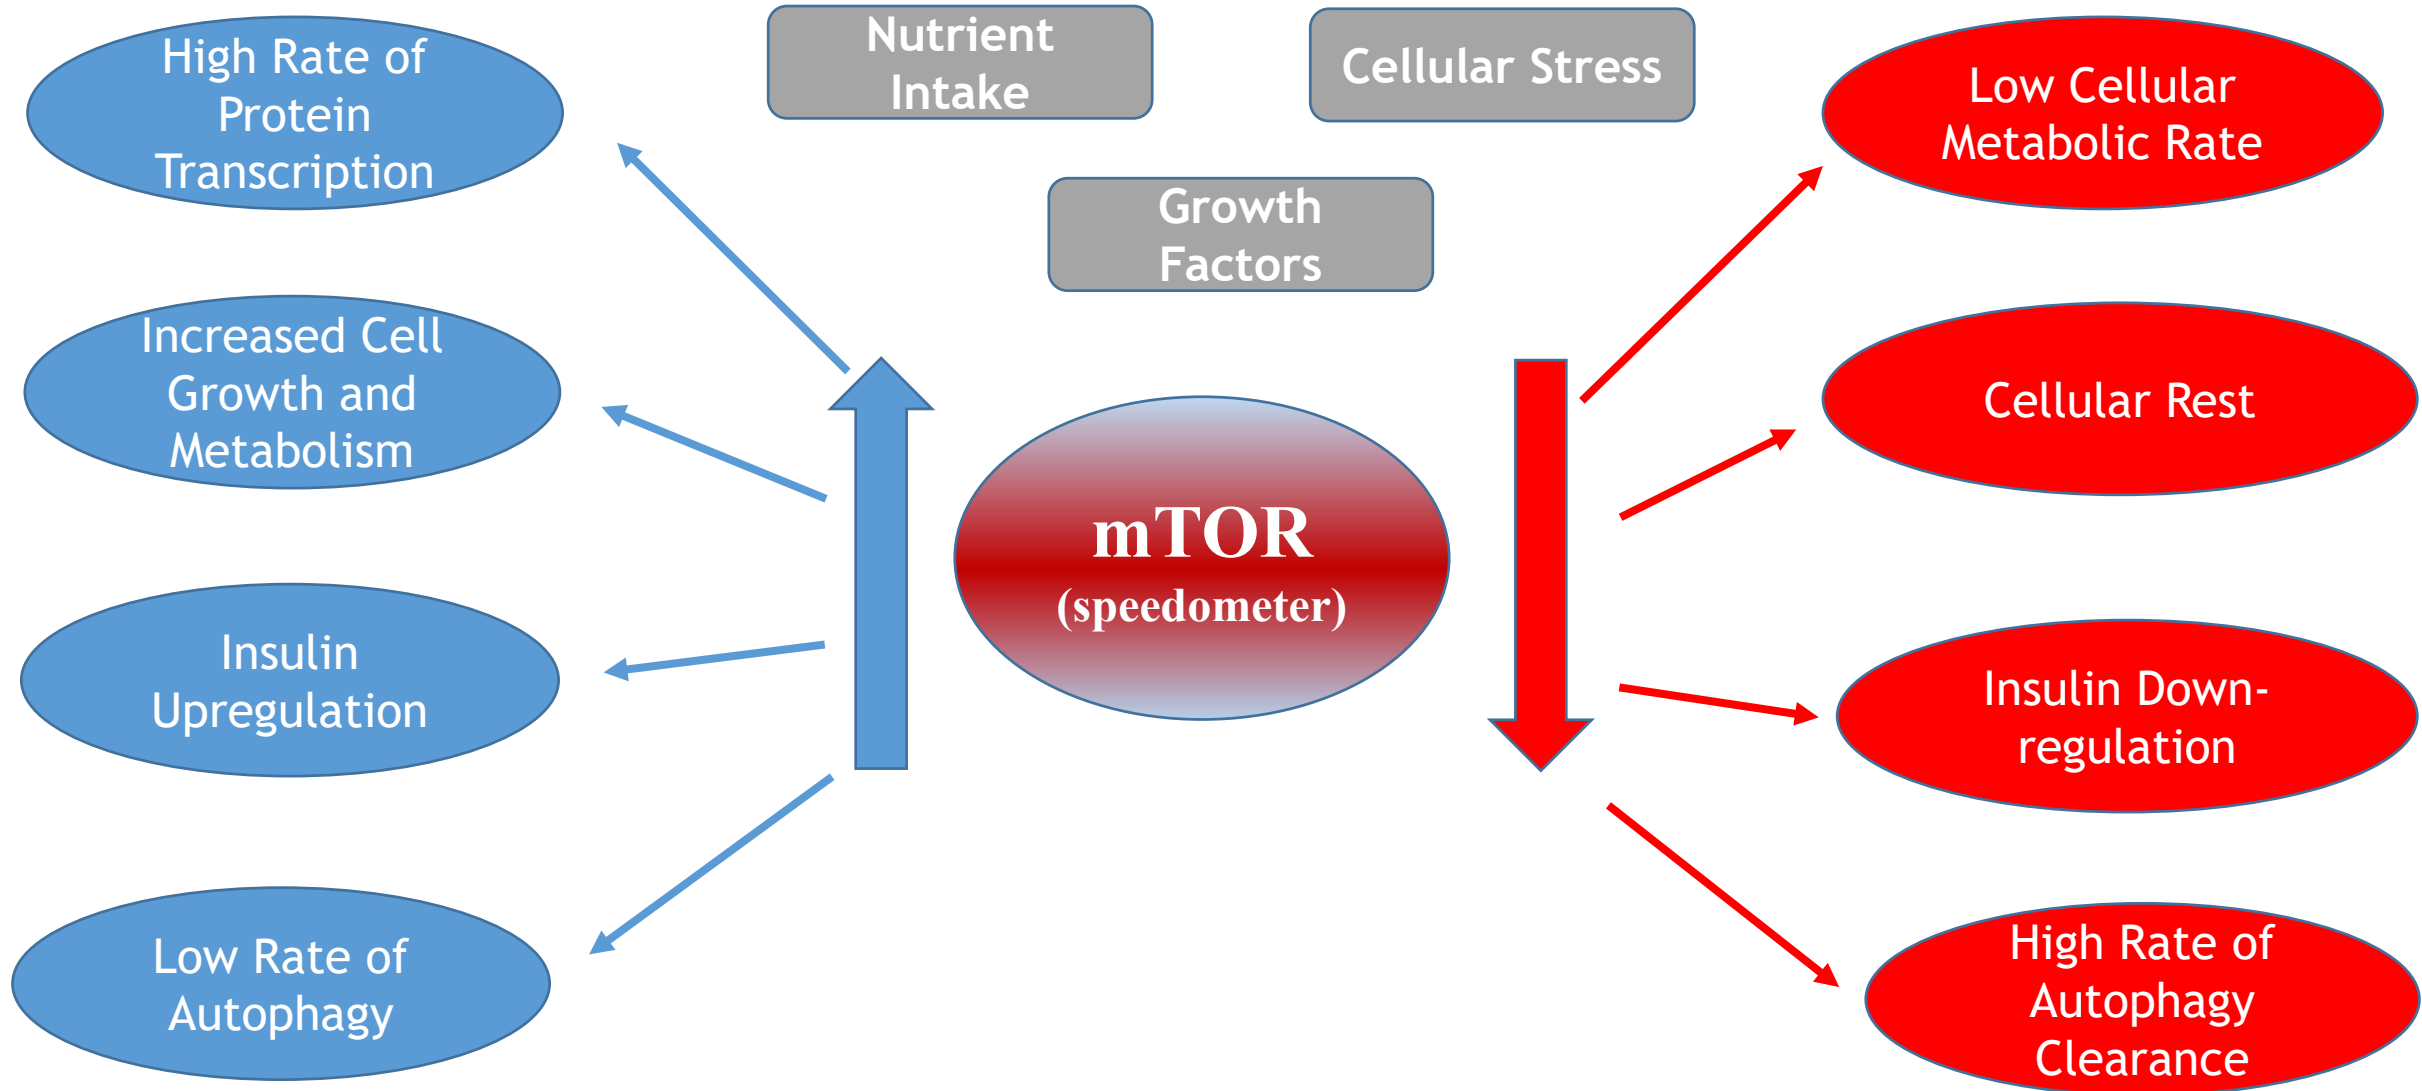 High Rate of
Protein
Transcription
Increased Cell
Growth and
Metabolism
Insulin
Upregulation
Low Rate of
Autophagy
Nutrient
Intake
Cellular Stress
Growth
Factors
mTOR
(speedometer)
Low Cellular
Metabolic Rate
Cellular Rest
Insulin Down-
regulation
High Rate of
Autophagy
Clearance